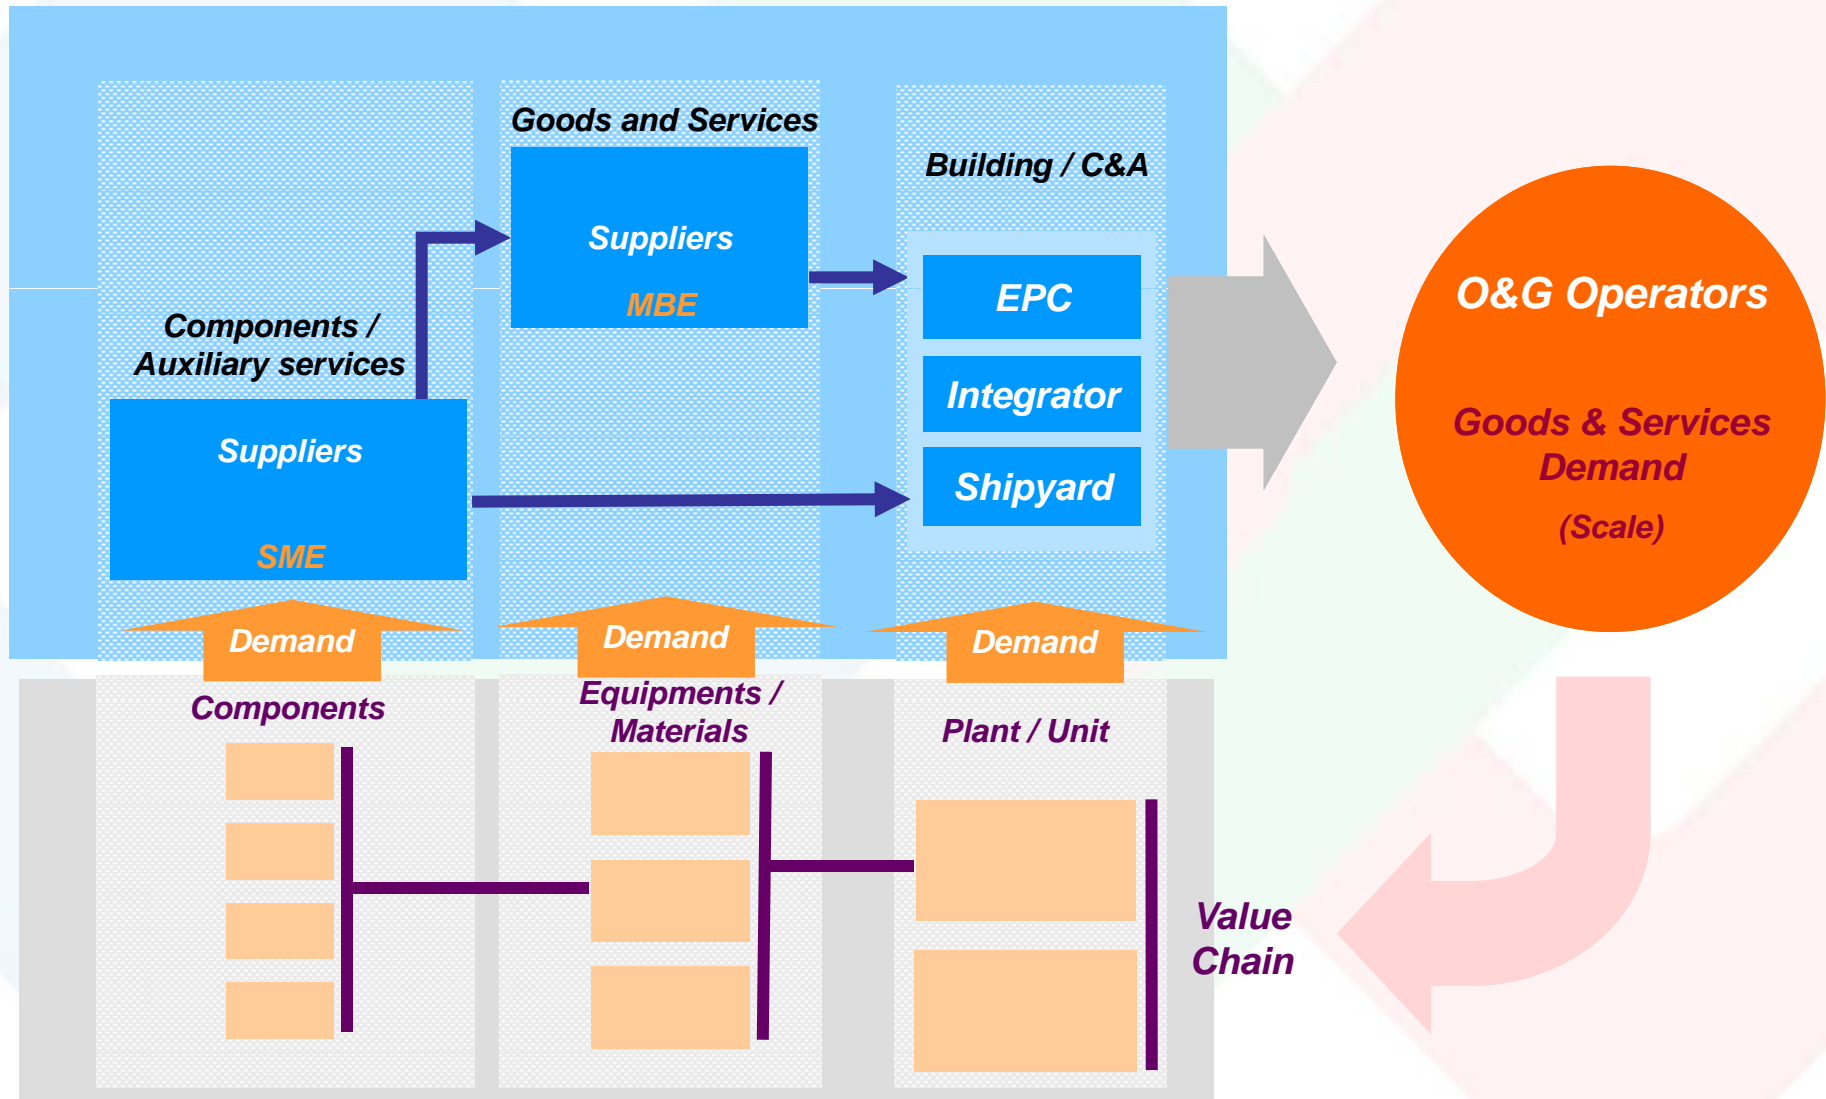 Goods and Services
Suppliers
MBE
Building / C&A
EPC
Integrator
Shipyard
Components /
Auxiliary services
Suppliers
SME
O&G Operators
Goods & Services
Demand
(Scale)
Demand
Demand
Demand
Components
Equipments /
Materials
Plant / Unit
Value
Chain